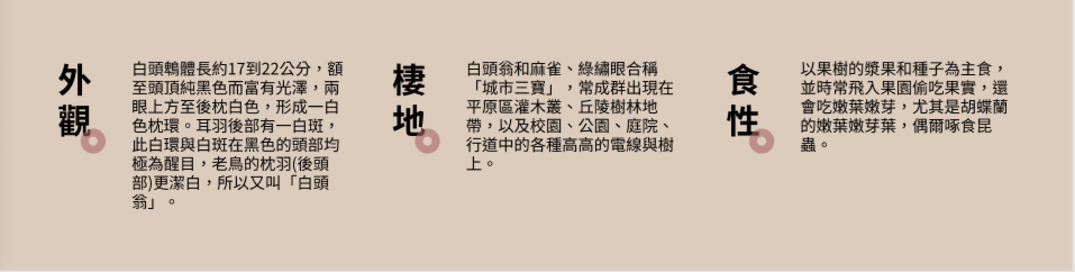 外觀
白頭鵯體長約17到22公分，額
至頭頂純黑色而富有光澤，兩
眼上方至後枕白色，形成一白
色枕環。耳羽後部有一白斑，
此白環與白斑在黑色的頭部均
極為醒目，老鳥的枕羽(後頭
部)更潔白，所以又叫「白頭
翁」。
棲地
白頭翁和麻雀、綠繡眼合稱
「城市三寶」，常成群出現在
平原區灌木叢、丘陵樹林地
帶，以及校園、公園、庭院、
行道中的各種高高的電線與樹
上。
食性
以果樹的漿果和種子為主食，
並時常飛入果園偷吃果實，還
會吃嫩葉嫩芽，尤其是胡蝶蘭
的嫩葉嫩芽葉，偶爾啄食昆
蟲。